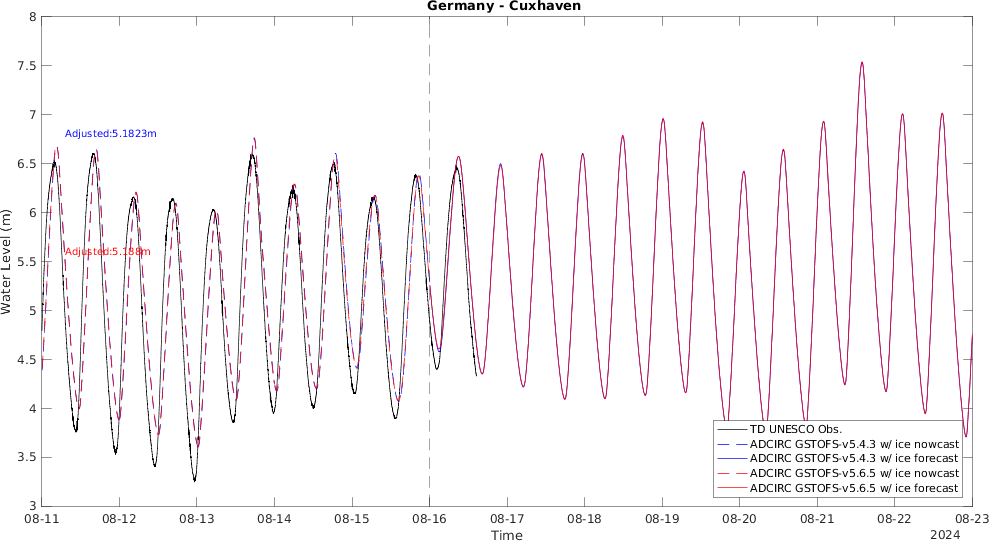 Germany - Cuxhaven
8
7.5
7
6.5
6
5.5
5
4.5
4
3.5
3
Water Level (m)
Adjusted:5.1823m
Adjusted:5.188m
TD UNESCO Obs.
ADCIRC GSTOFS-v5.4.3 w/ ice nowcast
ADCIRC GSTOFS-v5.4.3 w/ ice forecast
ADCIRC GSTOFS-v5.6.5 w/ ice nowcast
ADCIRC GSTOFS-v5.6.5 w/ ice forecast
08-11 08-12 08-13 08-14 08-15 08-16 08-17 08-18 08-19 08-20 08-21 08-22 08-23
Time
2024